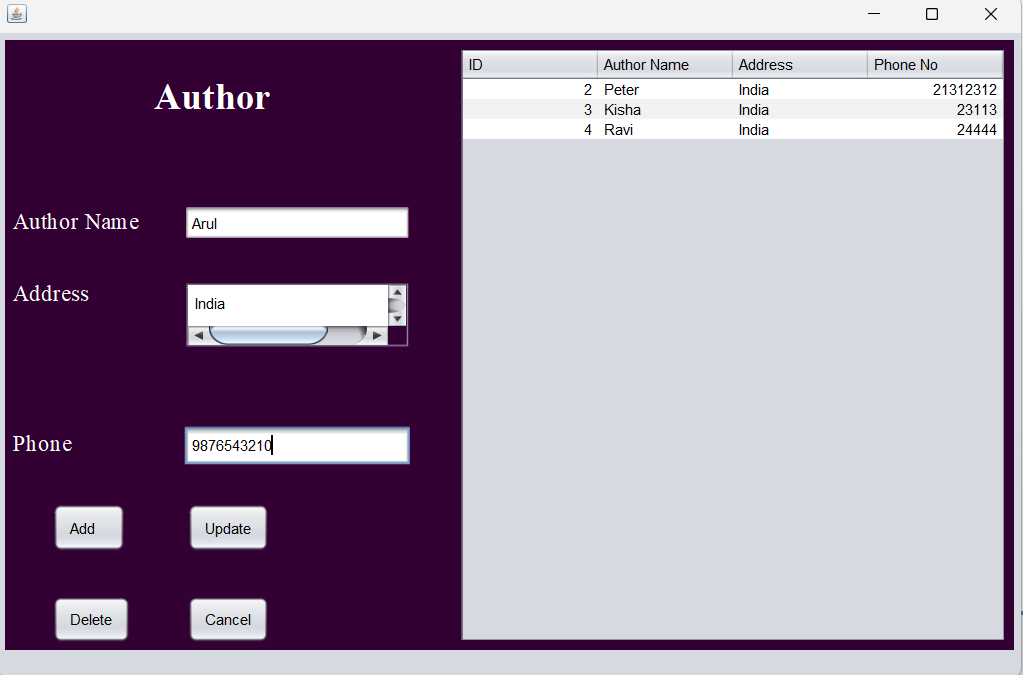 Author
Author Name Arul
Address India
Phone 9876543210
Add Update
Delete Cancel
ID Author Name Address Phone No
2 Peter India 21312312
3 Kisha India 23113
4 Ravi India 24444